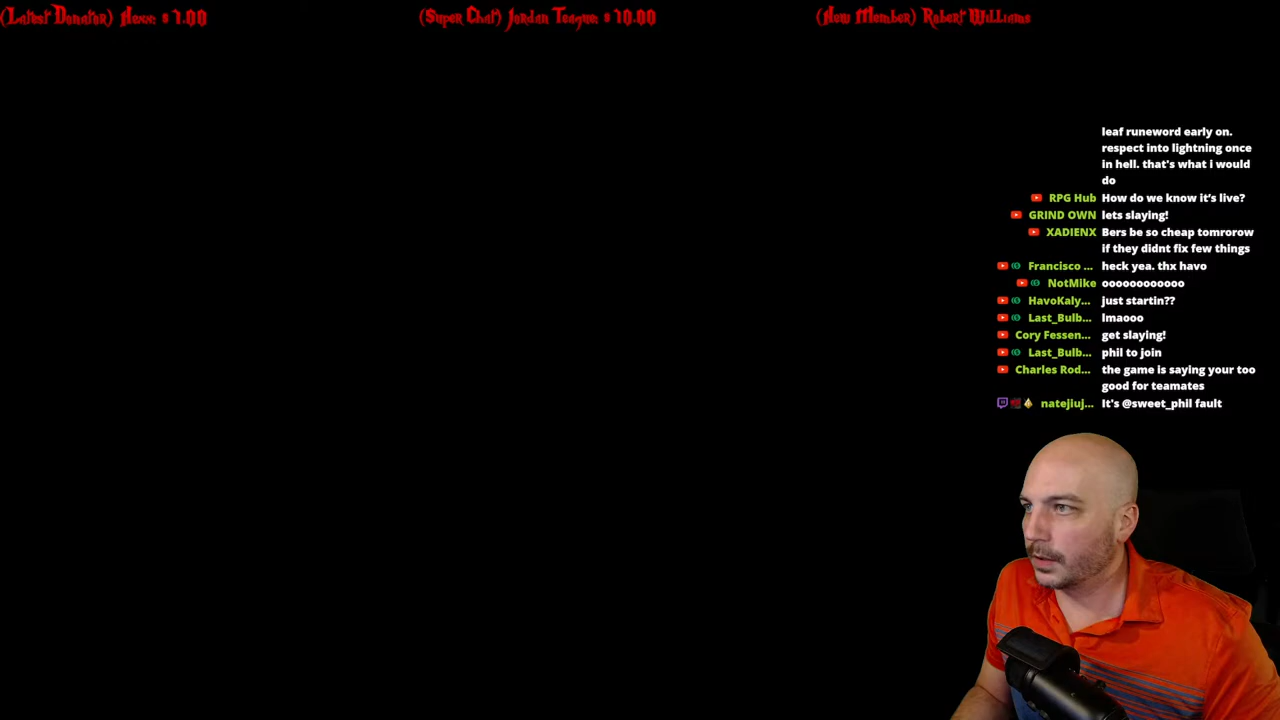 (Latest Donator) Hexx: $ 7.00
(Super Chat) Jordan Teague: $ 10.00
(New Member) Robert Williams
leaf runeword early on.
respect into lightning once
in hell. that's what i would
do
RPG Hub How do we know it’s live?
GRIND OWN lets slaying!
XADIENX Bers be so cheap tomrorow
if they didnt fix few things
Francisco ... heck yea. thx havo
NotMike oooooooooooo
HavoKaly... just startin??
Last_Bulb... lmaooo
Cory Fessen... get slaying!
Last_Bulb... phil to join
Charles Rod... the game is saying your too
good for teamates
natejiuj... It's @sweet_phil fault